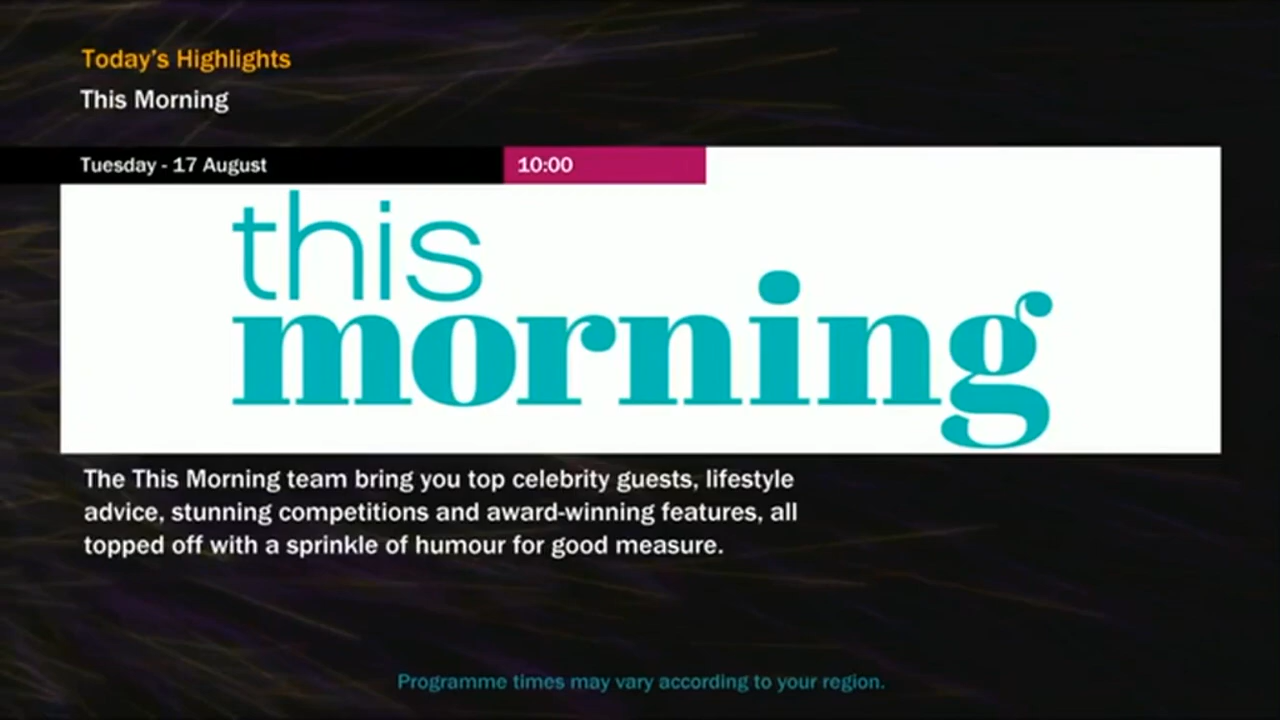 Today's Highlights
This Morning
Tuesday - 17 August
10:00
this
morning
The This Morning team bring you top celebrity guests, lifestyle
advice, stunning competitions and award-winning features, all
topped off with a sprinkle of humour for good measure.
Programme times may vary according to your region.